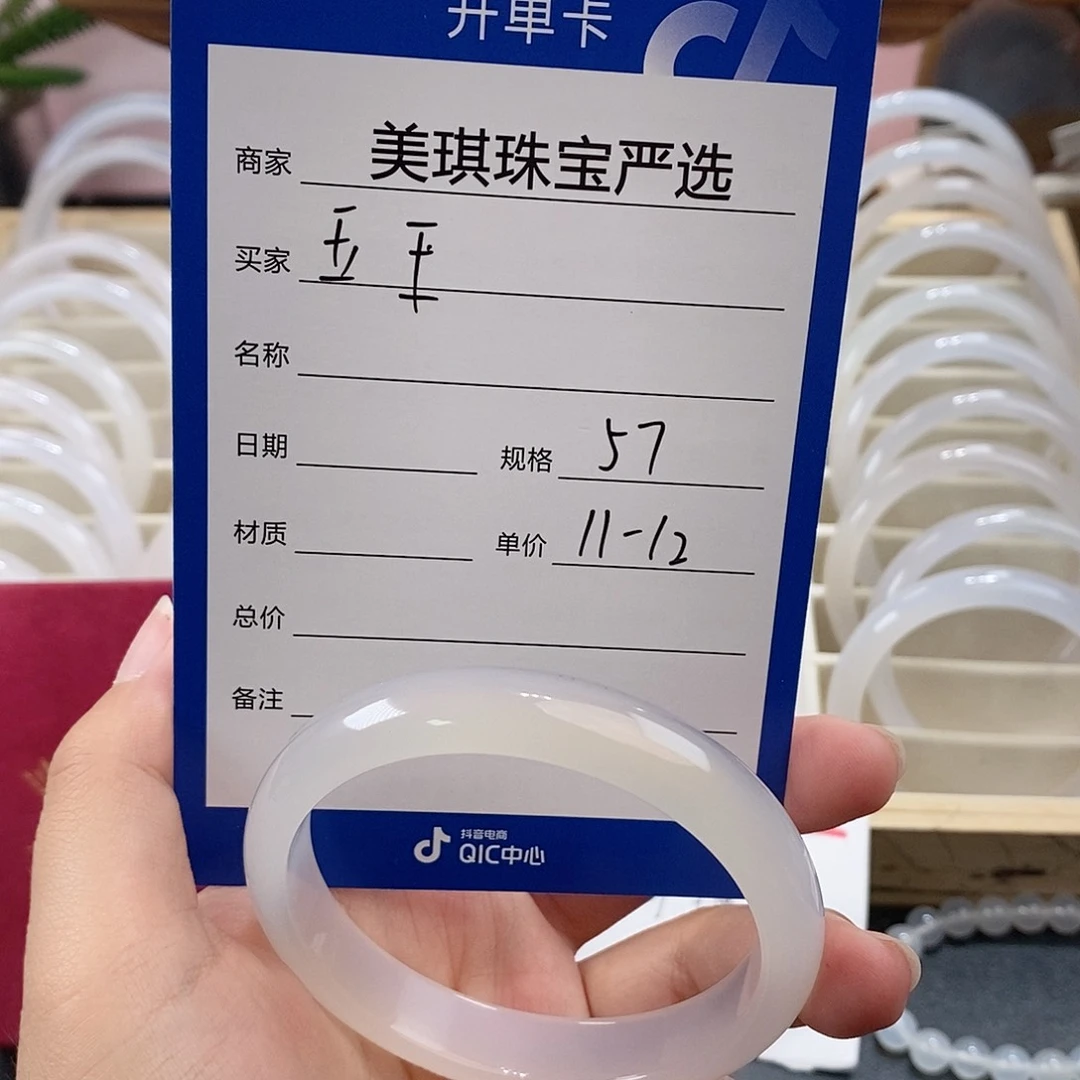 开单卡
商家 美琪珠宝严选
买家
名称
日期 规格 57
材质 单价 11-12
总价
备注
抖音电商
QIC中心